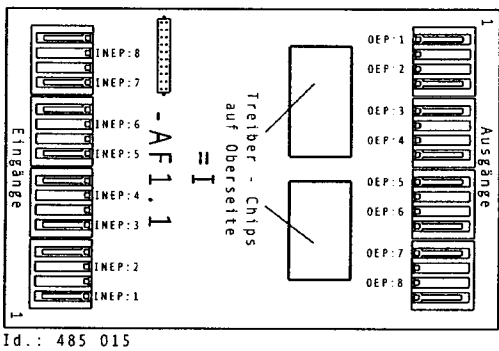 1
OEP:1
OEP:2
OEP:3
OEP:4
OEP:5
OEP:6
OEP:7
OEP:8
Ausgänge
Treiber - Chips
auf Oberseite
=I
-AF1.1
INEP:8
INEP:7
INEP:6
INEP:5
INEP:4
INEP:3
INEP:2
INEP:1
Eingänge
1
Id.: 485 015